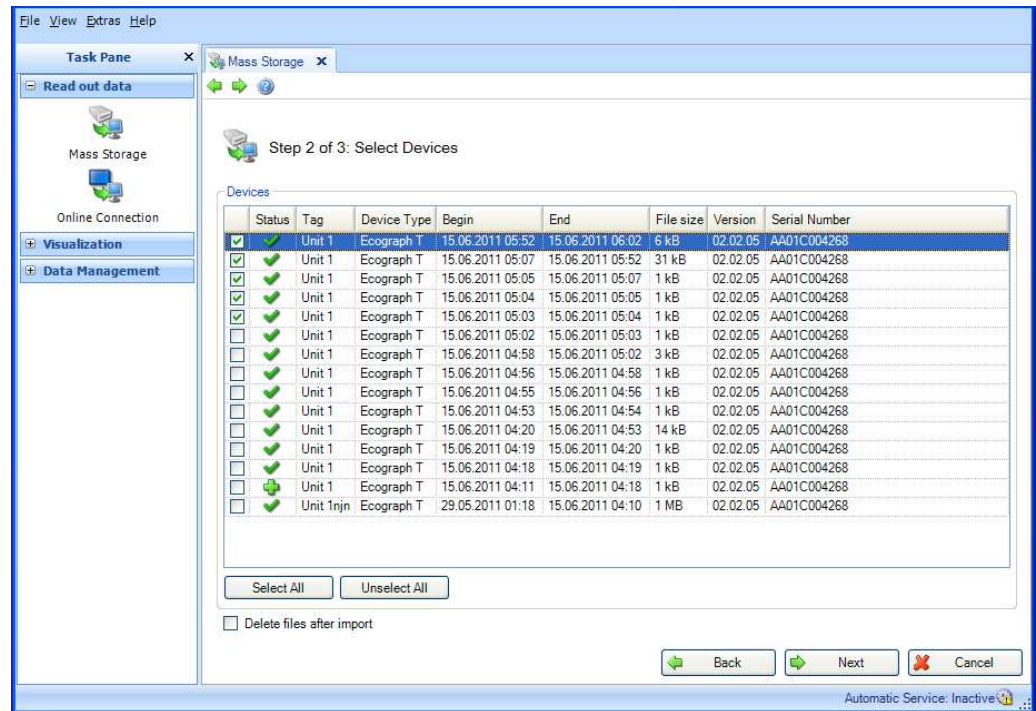 File View Extras Help
Task Pane
Mass Storage
Read out data
Mass Storage
Online Connection
Visualization
Data Management
Step 2 of 3: Select Devices
Devices
Status Tag Device Type Begin End File size Version Serial Number
Unit 1 Ecograph T 15.06.2011 05:52 15.06.2011 06:02 6 kB 02.02.05 AA01C004268
Unit 1 Ecograph T 15.06.2011 05:07 15.06.2011 05:52 31 kB 02.02.05 AA01C004268
Unit 1 Ecograph T 15.06.2011 05:05 15.06.2011 05:07 1 kB 02.02.05 AA01C004268
Unit 1 Ecograph T 15.06.2011 05:04 15.06.2011 05:05 1 kB 02.02.05 AA01C004268
Unit 1 Ecograph T 15.06.2011 05:03 15.06.2011 05:04 1 kB 02.02.05 AA01C004268
Unit 1 Ecograph T 15.06.2011 05:02 15.06.2011 05:03 1 kB 02.02.05 AA01C004268
Unit 1 Ecograph T 15.06.2011 04:58 15.06.2011 05:02 3 kB 02.02.05 AA01C004268
Unit 1 Ecograph T 15.06.2011 04:56 15.06.2011 04:58 1 kB 02.02.05 AA01C004268
Unit 1 Ecograph T 15.06.2011 04:55 15.06.2011 04:56 1 kB 02.02.05 AA01C004268
Unit 1 Ecograph T 15.06.2011 04:53 15.06.2011 04:54 1 kB 02.02.05 AA01C004268
Unit 1 Ecograph T 15.06.2011 04:20 15.06.2011 04:53 14 kB 02.02.05 AA01C004268
Unit 1 Ecograph T 15.06.2011 04:19 15.06.2011 04:20 1 kB 02.02.05 AA01C004268
Unit 1 Ecograph T 15.06.2011 04:18 15.06.2011 04:19 1 kB 02.02.05 AA01C004268
Unit 1 Ecograph T 15.06.2011 04:11 15.06.2011 04:18 1 kB 02.02.05 AA01C004268
Unit 1njn Ecograph T 29.05.2011 01:18 15.06.2011 04:10 1 MB 02.02.05 AA01C004268
Select All Unselect All
Delete files after import
Back Next Cancel
Automatic Service: Inactive